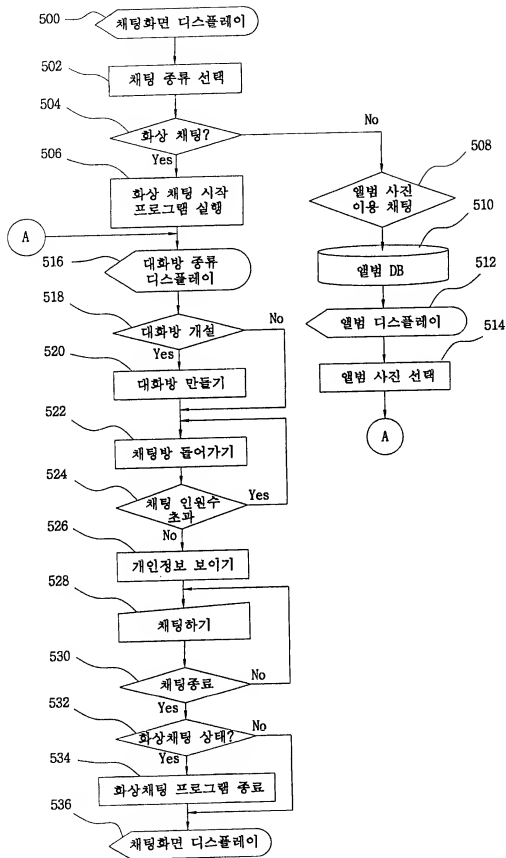 500
채팅화면 디스플레이
502
채팅 종류 선택
504
화상 채팅?
No
Yes
506
화상 채팅 시작
프로그램 실행
508
앨범 사진
이용 채팅
510
앨범 DB
512
앨범 디스플레이
514
앨범 사진 선택
A
A
516
대화방 종류
디스플레이
518
대화방 개설
No
Yes
520
대화방 만들기
522
채팅방 들어가기
524
채팅 인원수
초과
Yes
No
526
개인정보 보이기
528
채팅하기
530
채팅종료
No
Yes
532
화상채팅 상태?
No
Yes
534
화상채팅 프로그램 종료
536
채팅화면 디스플레이